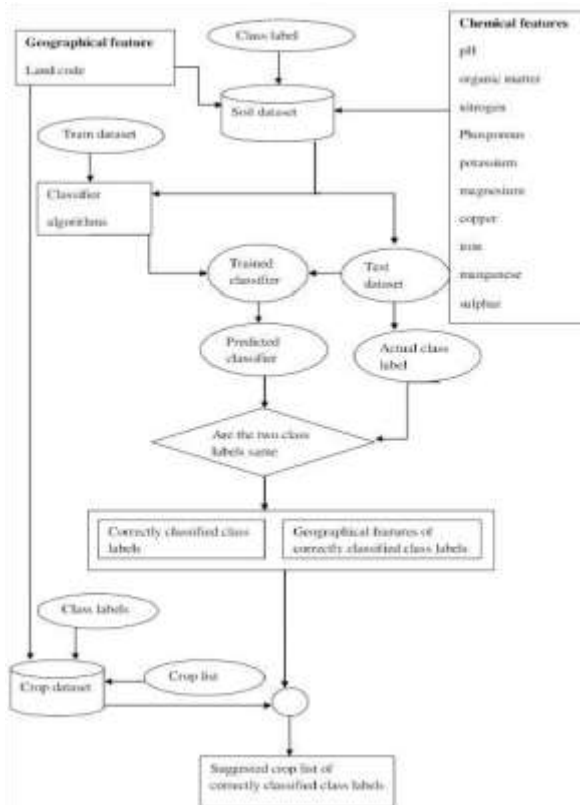 Geographical feature
Land code
Class label
Chemical features
pH
organic matter
nitrogen
Phosporous
potassium
magnesium
copper
iron
manganese
sulphur
Soil dataset
Train dataset
Classifier
algorithms
Trained
classifier
Test
dataset
Predicted
classifier
Actual class
label
Are the two class
labels same
Correctly classified class
labels
Geographical features of
correctly classified class labels
Class labels
Crop list
Crop dataset
Suggested crop list of
correctly classified class labels